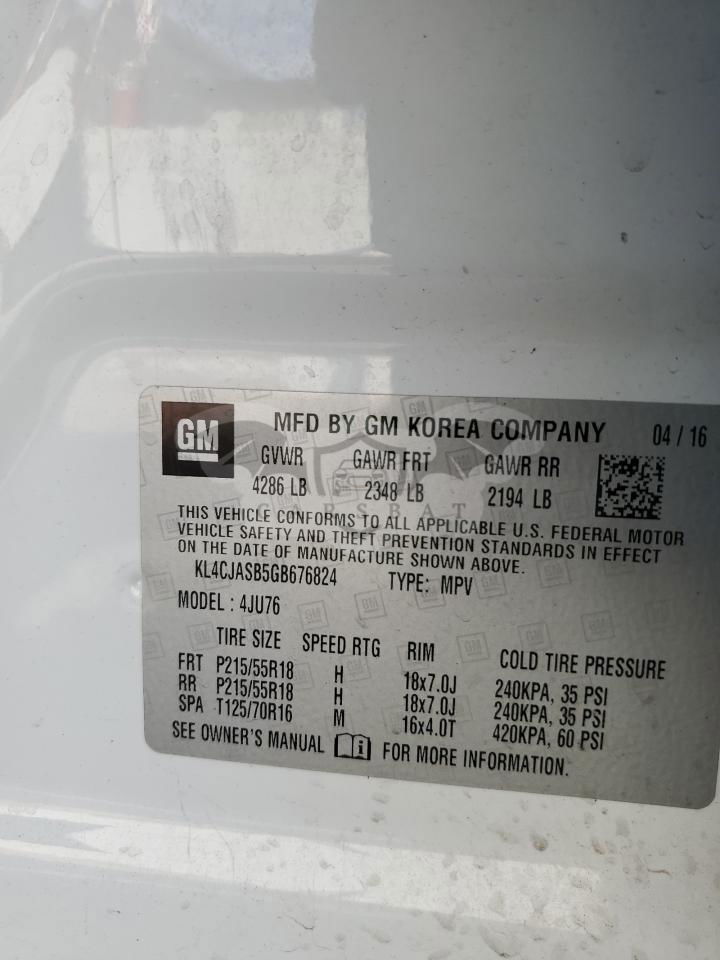 GM MFD BY GM KOREA COMPANY 04 / 16
GVWR GAWR FRT GAWR RR
4286 LB 2348 LB 2194 LB
CARSBAT
THIS VEHICLE CONFORMS TO ALL APPLICABLE U.S. FEDERAL MOTOR
VEHICLE SAFETY AND THEFT PREVENTION STANDARDS IN EFFECT
ON THE DATE OF MANUFACTURE SHOWN ABOVE.
KL4CJASB5GB676824 TYPE: MPV
MODEL : 4JU76
TIRE SIZE SPEED RTG RIM COLD TIRE PRESSURE
FRT P215/55R18 H 18x7.0J 240KPA, 35 PSI
RR P215/55R18 H 18x7.0J 240KPA, 35 PSI
SPA T125/70R16 M 16x4.0T 420KPA, 60 PSI
SEE OWNER'S MANUAL FOR MORE INFORMATION.